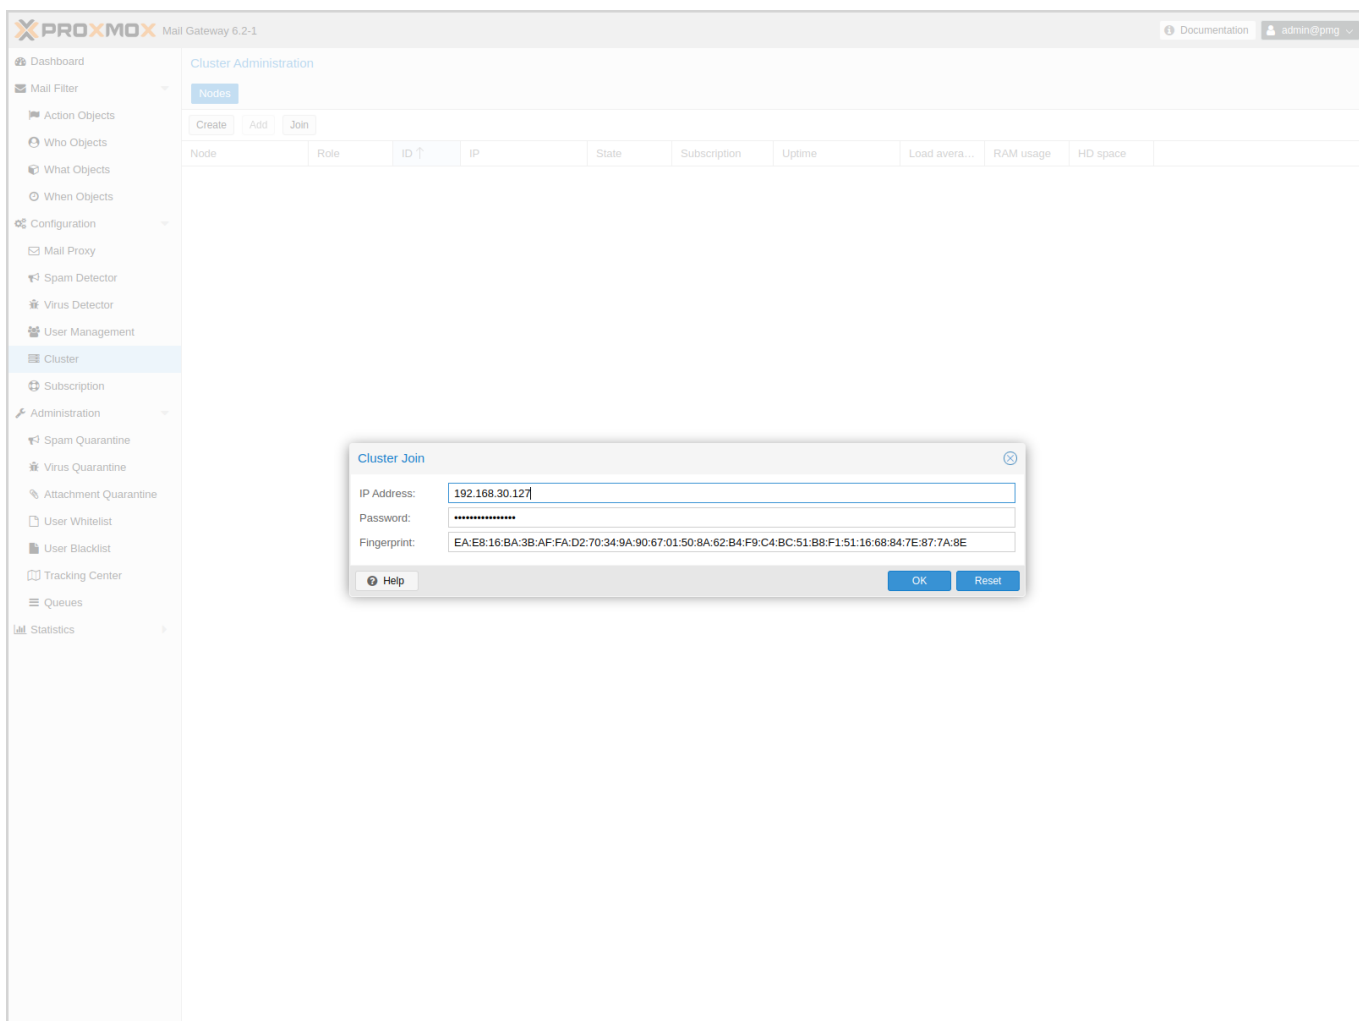 PROXMOX Mail Gateway 6.2-1 Documentation admin@pmg
Dashboard
Mail Filter
Action Objects
Who Objects
What Objects
When Objects
Configuration
Mail Proxy
Spam Detector
Virus Detector
User Management
Cluster
Subscription
Administration
Spam Quarantine
Virus Quarantine
Attachment Quarantine
User Whitelist
User Blacklist
Tracking Center
Queues
Statistics
Cluster Administration
Nodes
Create Add Join
Node Role ID IP State Subscription Uptime Load avera... RAM usage HD space
Cluster Join
IP Address: 192.168.30.127
Password: ••••••••••••••••
Fingerprint: EA:E8:16:BA:3B:AF:FA:D2:70:34:9A:90:67:01:50:8A:62:B4:F9:C4:BC:51:B8:F1:51:16:68:84:7E:87:7A:8E
Help OK Reset